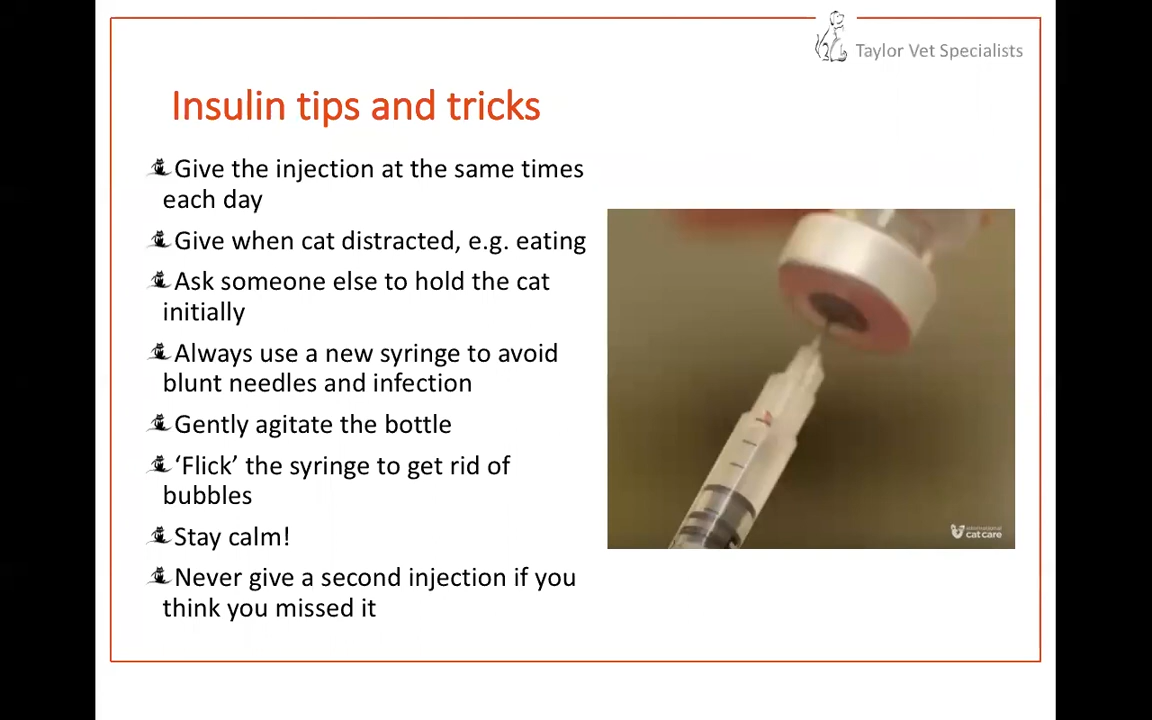 Taylor Vet Specialists
Insulin tips and tricks
Give the injection at the same times
each day
Give when cat distracted, e.g. eating
Ask someone else to hold the cat
initially
Always use a new syringe to avoid
blunt needles and infection
Gently agitate the bottle
‘Flick’ the syringe to get rid of
bubbles
Stay calm!
Never give a second injection if you
think you missed it
international
cat care